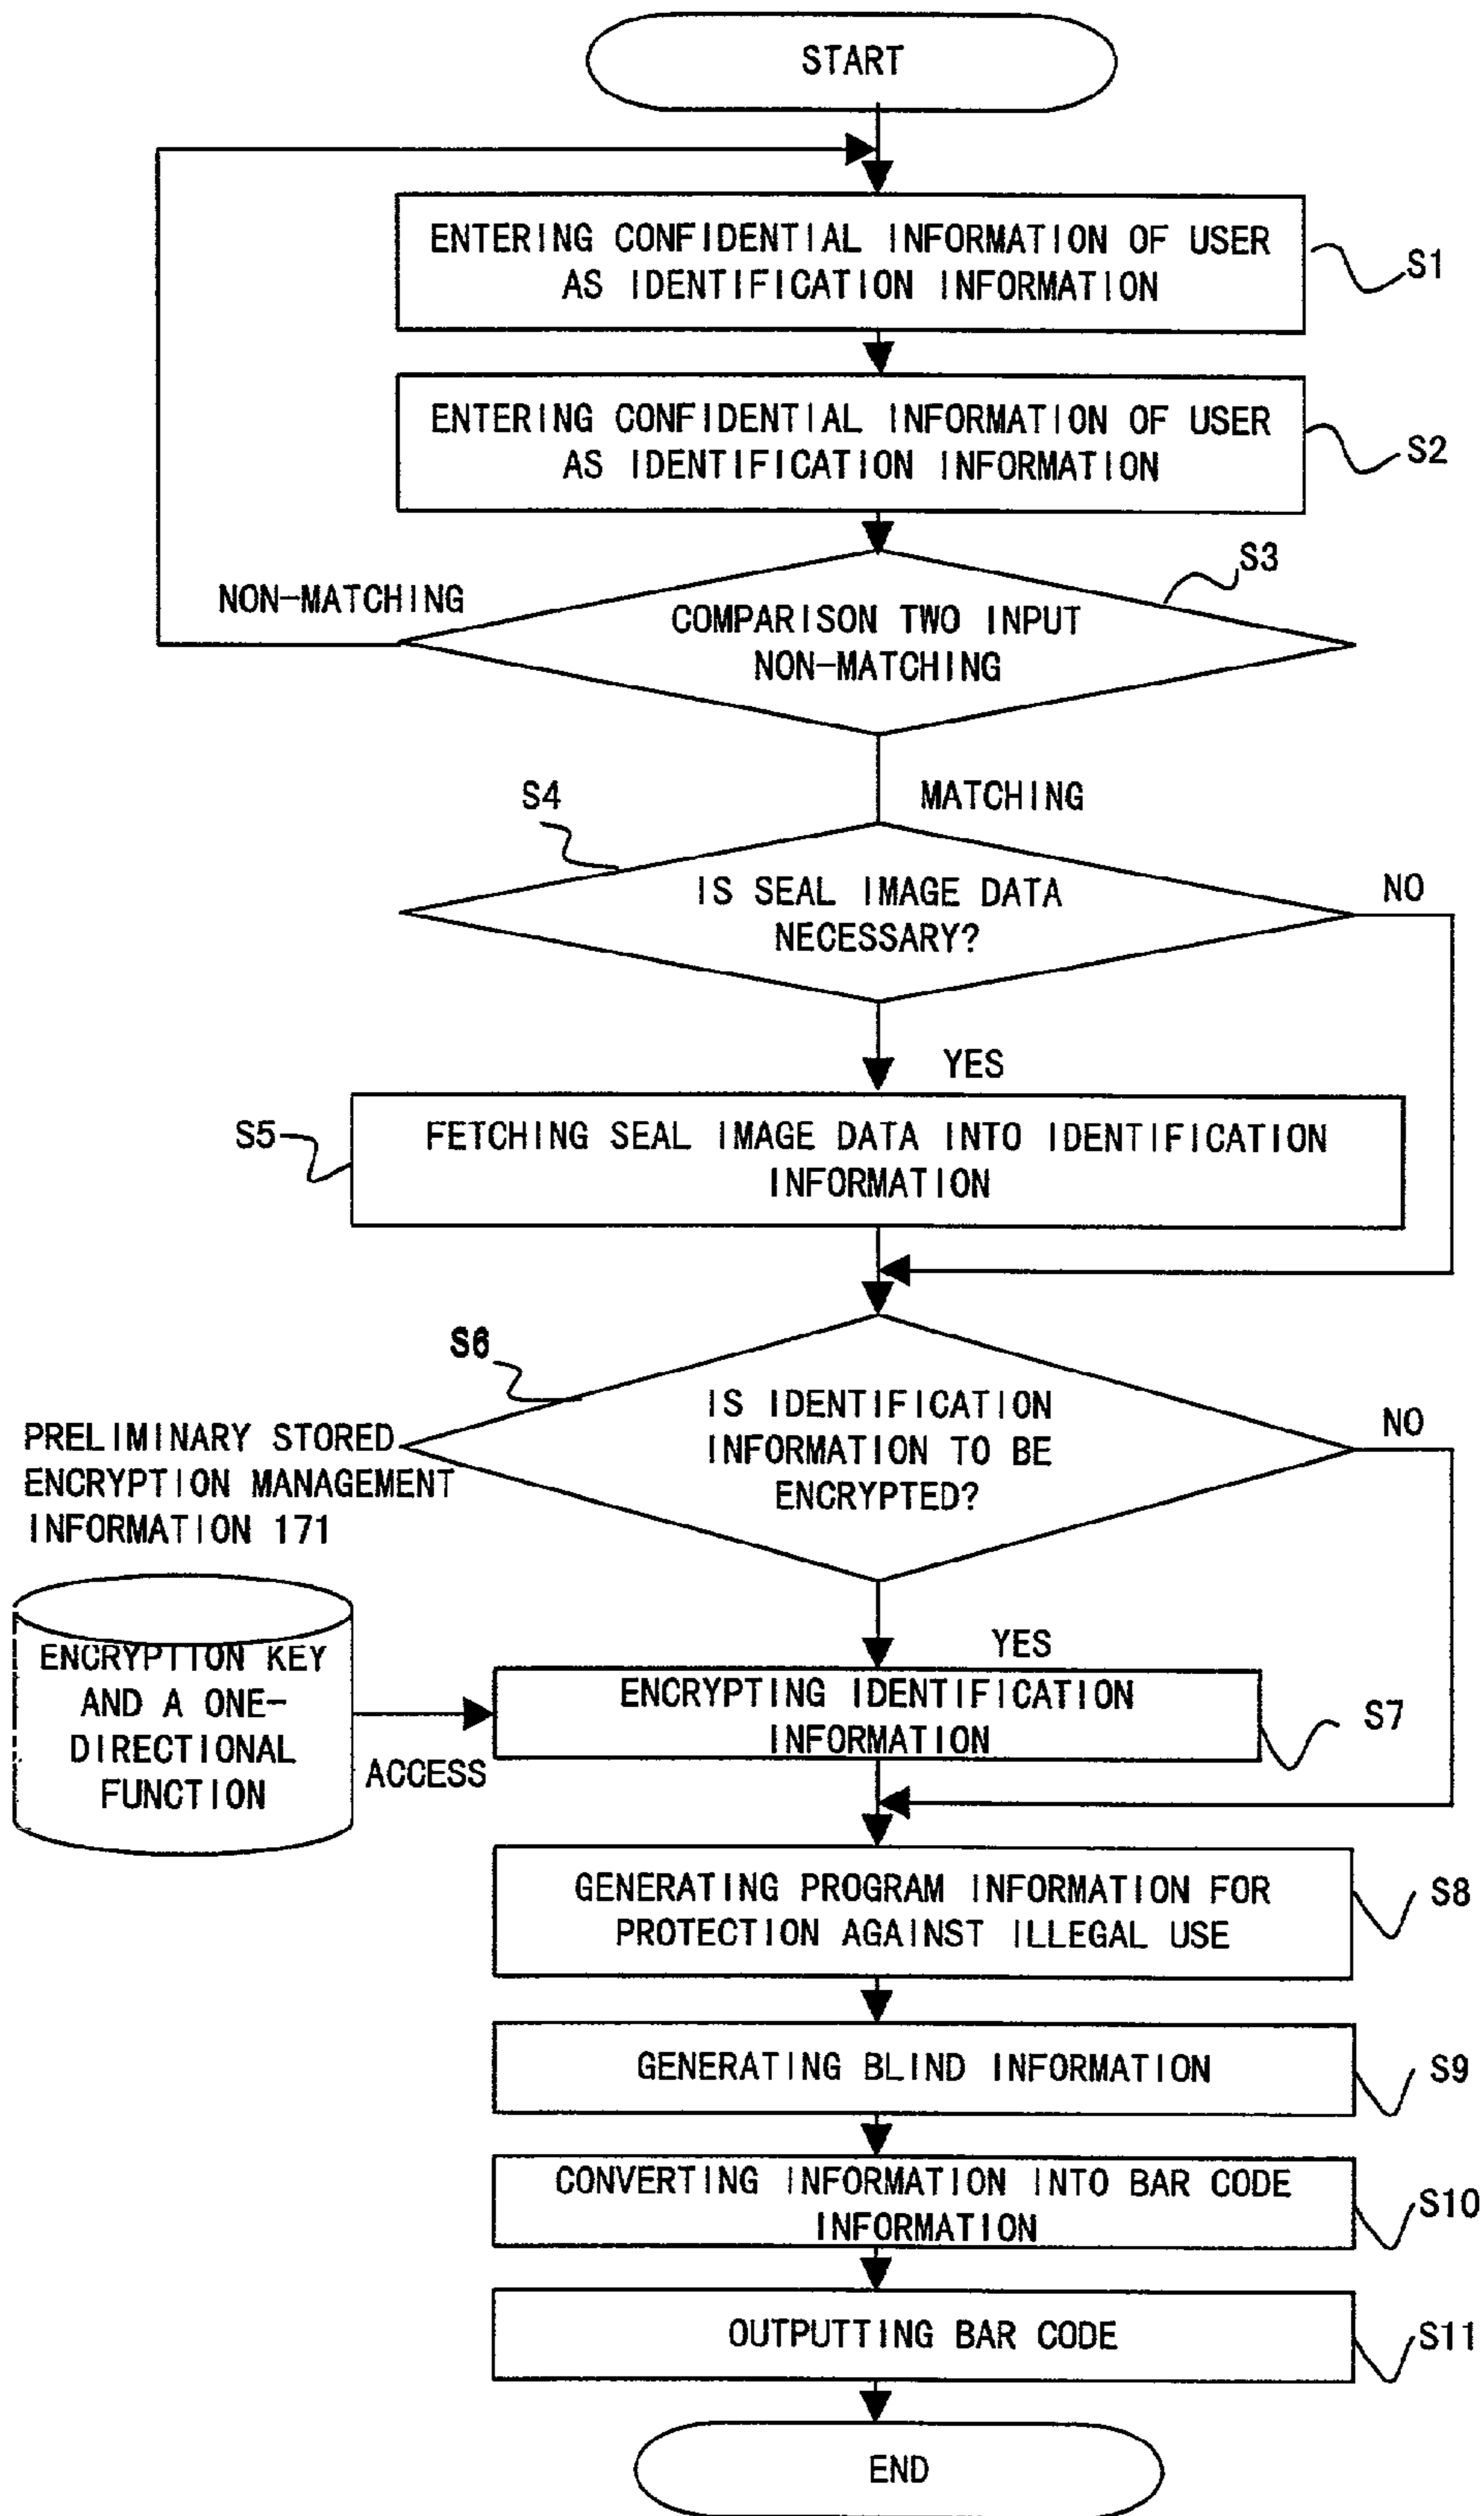 START
ENTERING CONFIDENTIAL INFORMATION OF USER
AS IDENTIFICATION INFORMATION
S1
ENTERING CONFIDENTIAL INFORMATION OF USER
AS IDENTIFICATION INFORMATION
S2
S3
NON-MATCHING
COMPARISON TWO INPUT
NON-MATCHING
S4
MATCHING
IS SEAL IMAGE DATA
NECESSARY?
NO
YES
S5
FETCHING SEAL IMAGE DATA INTO IDENTIFICATION
INFORMATION
S6
IS IDENTIFICATION
INFORMATION TO BE
ENCRYPTED?
NO
PRELIMINARY STORED
ENCRYPTION MANAGEMENT
INFORMATION 171
YES
ENCRYPTION KEY
AND A ONE-
DIRECTIONAL
FUNCTION
ACCESS
ENCRYPTING IDENTIFICATION
INFORMATION
S7
GENERATING PROGRAM INFORMATION FOR
PROTECTION AGAINST ILLEGAL USE
S8
GENERATING BLIND INFORMATION
S9
CONVERTING INFORMATION INTO BAR CODE
INFORMATION
S10
OUTPUTTING BAR CODE
S11
END